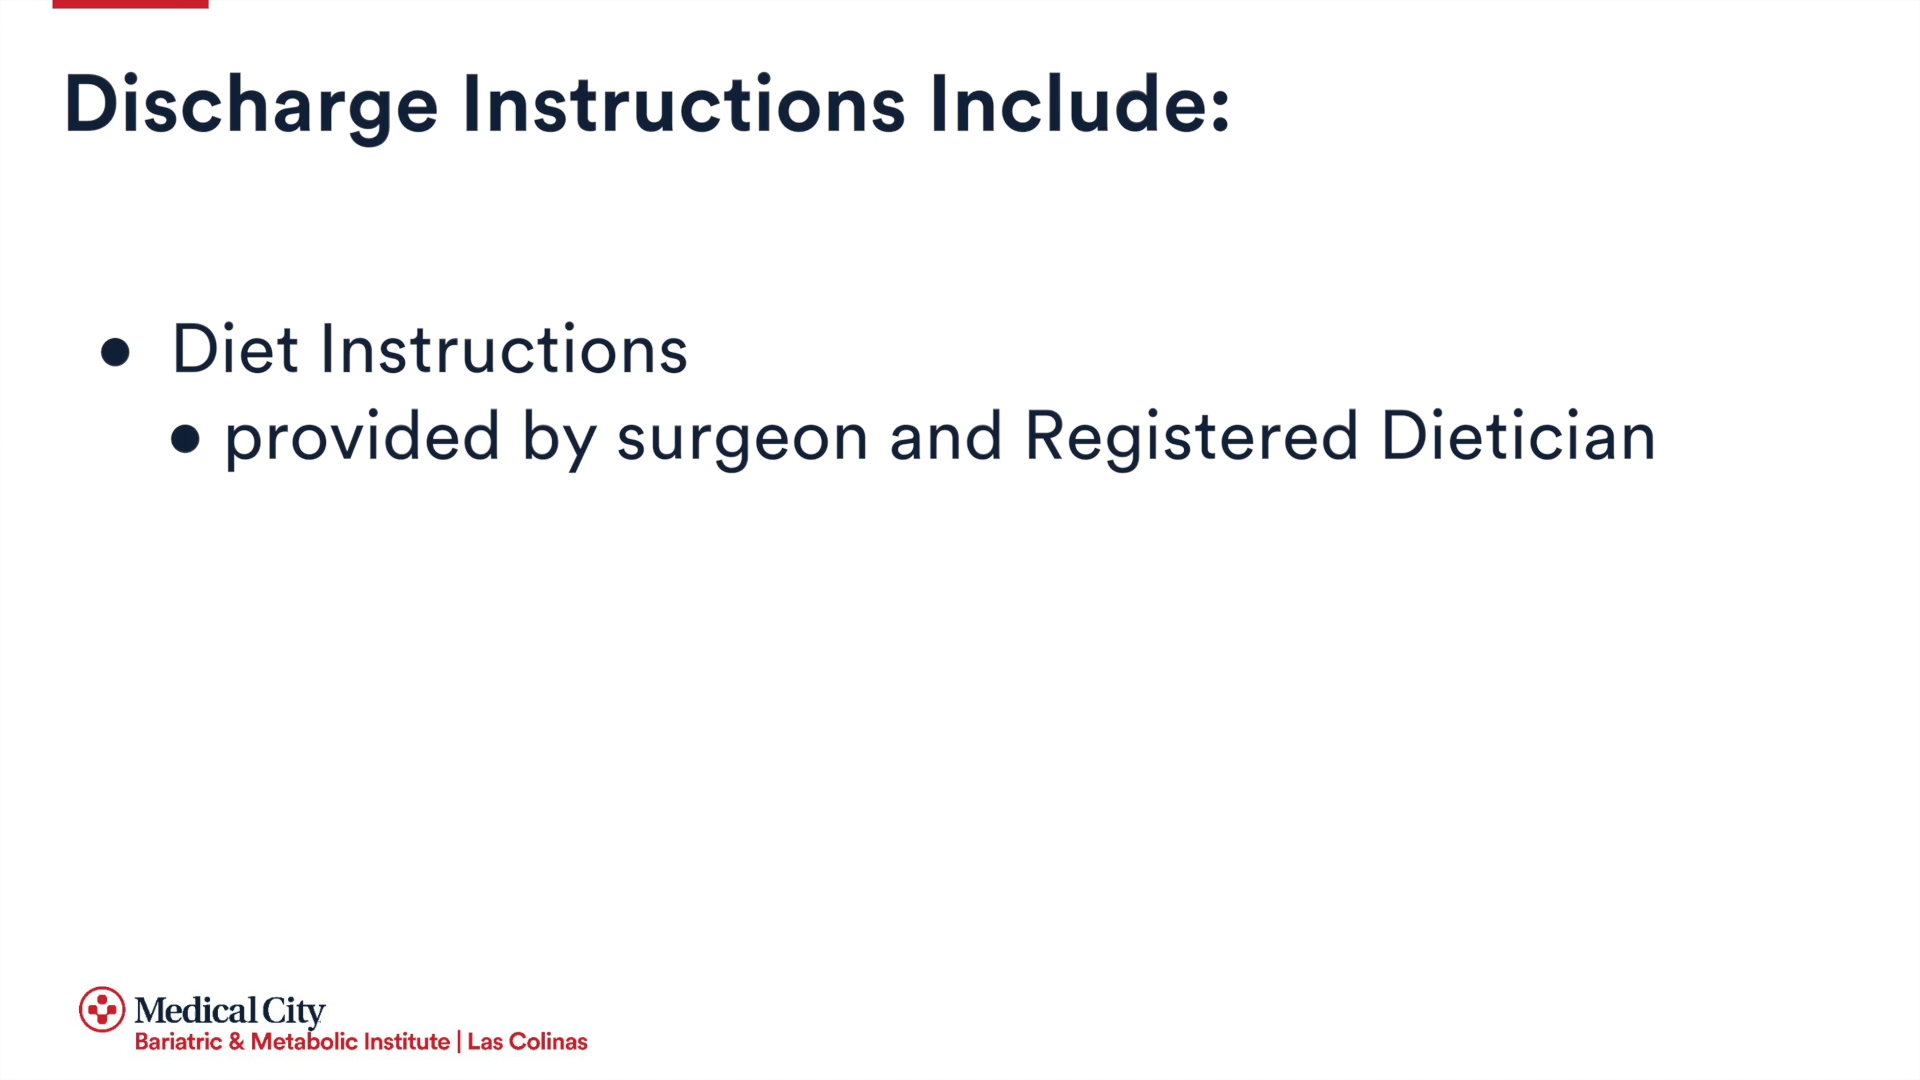 Discharge Instructions Include:
● Diet Instructions
● provided by surgeon and Registered Dietician
Medical City
Bariatric & Metabolic Institute | Las Colinas